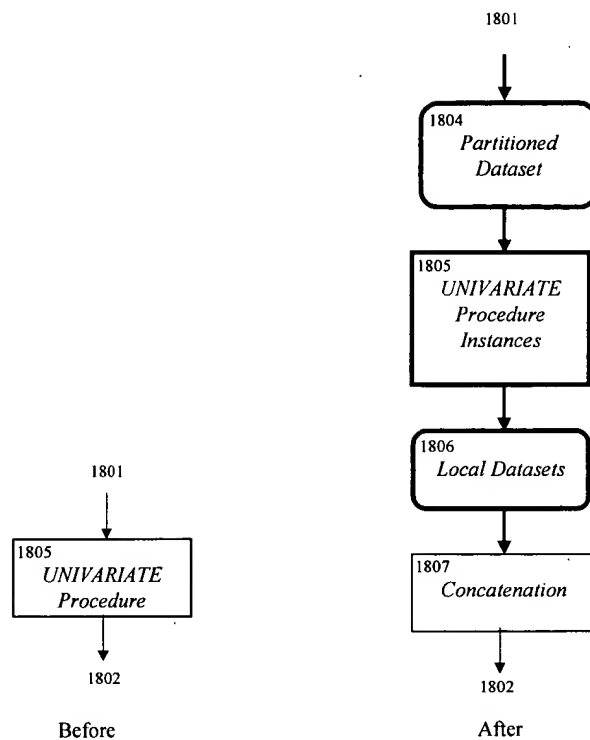 1801
1804
Partitioned
Dataset
1805
UNIVARIATE
Procedure
Instances
1806
Local Datasets
1801
1805
UNIVARIATE
Procedure
1807
Concatenation
1802
1802
Before
After